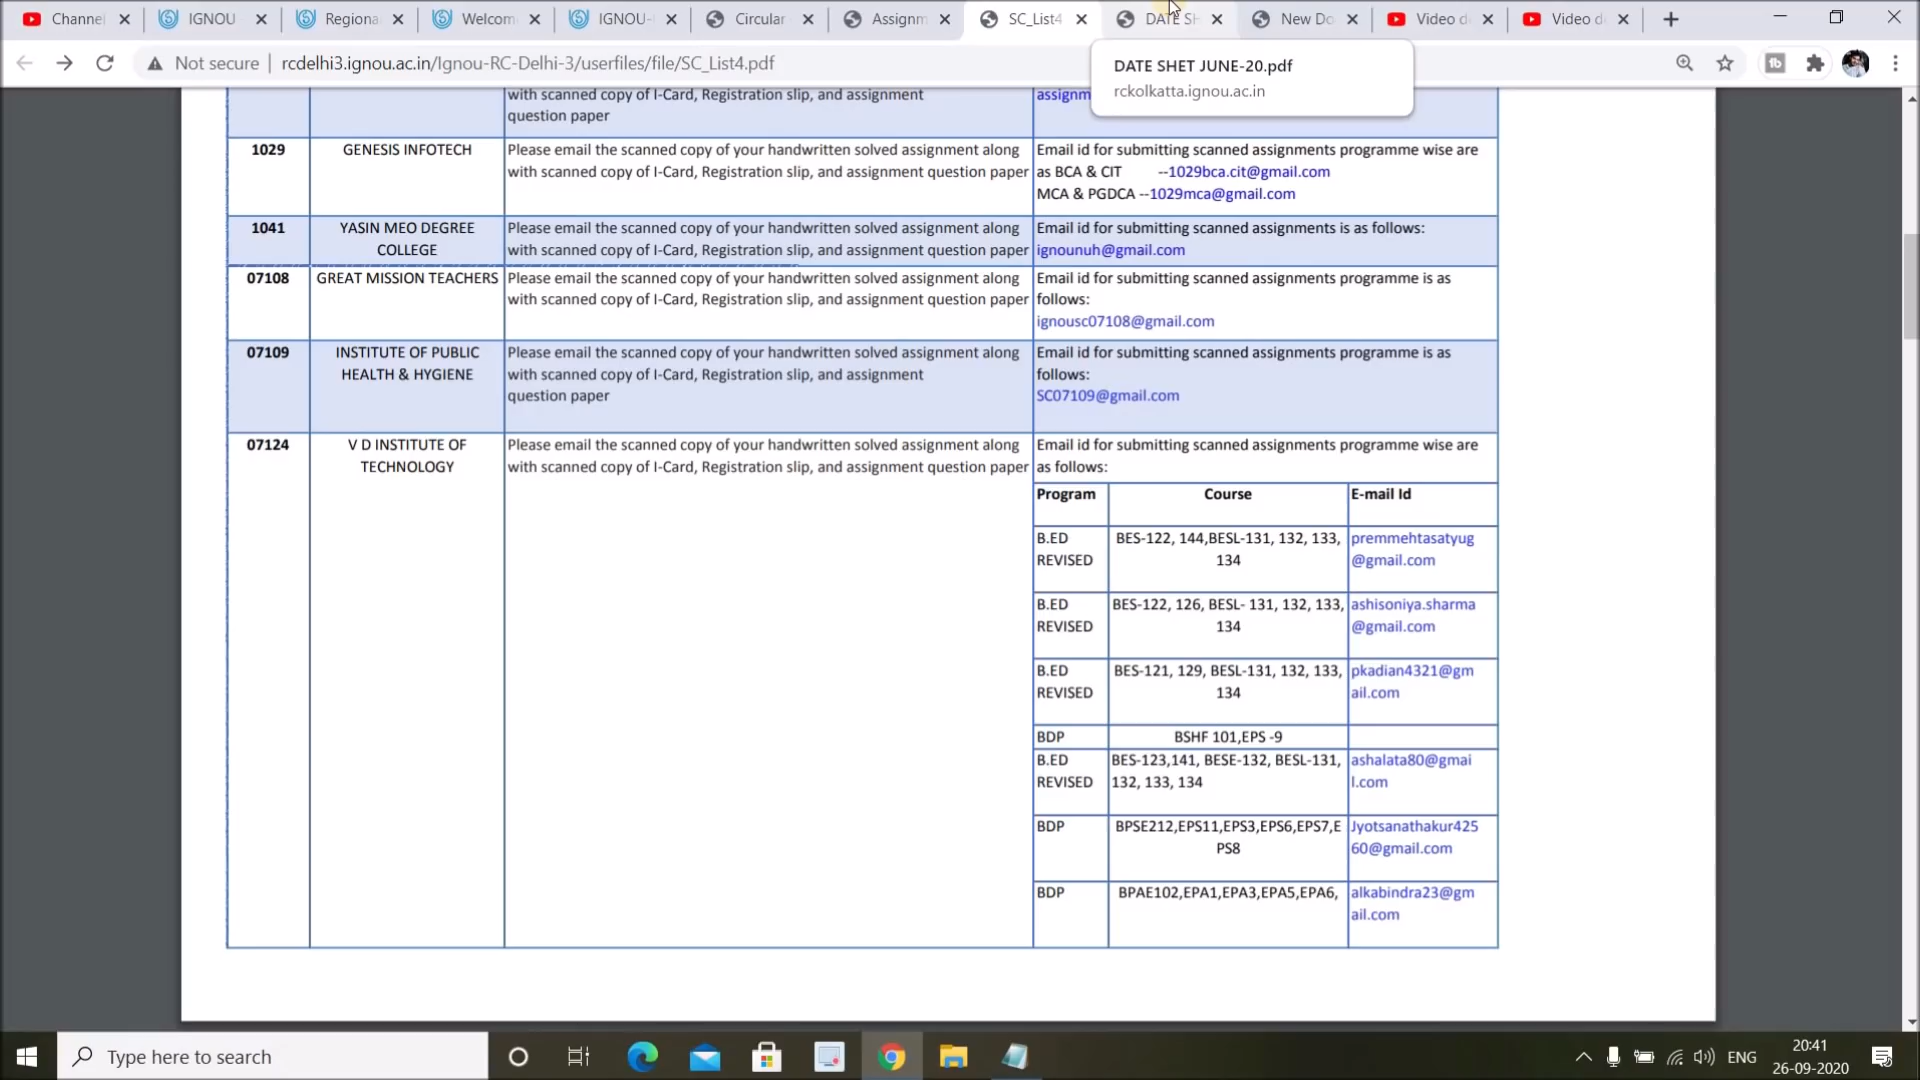 Channel
IGNOU
Regiona
Welcom
IGNOU-
Circular
Assignm
SC_List4
DATE SH
New Do
Video d
Video d
Not secure
rcdelhi3.ignou.ac.in/Ignou-RC-Delhi-3/userfiles/file/SC_List4.pdf
DATE SHET JUNE-20.pdf
rckolkatta.ignou.ac.in
with scanned copy of I-Card, Registration slip, and assignment
question paper
assignm
1029
GENESIS INFOTECH
Please email the scanned copy of your handwritten solved assignment along
with scanned copy of I-Card, Registration slip, and assignment question paper
Email id for submitting scanned assignments programme wise are
as BCA & CIT --1029bca.cit@gmail.com
MCA & PGDCA --1029mca@gmail.com
1041
YASIN MEO DEGREE
COLLEGE
Please email the scanned copy of your handwritten solved assignment along
with scanned copy of I-Card, Registration slip, and assignment question paper
Email id for submitting scanned assignments is as follows:
ignounuh@gmail.com
07108
GREAT MISSION TEACHERS
Please email the scanned copy of your handwritten solved assignment along
with scanned copy of I-Card, Registration slip, and assignment question paper
Email id for submitting scanned assignments programme is as
follows:
ignousc07108@gmail.com
07109
INSTITUTE OF PUBLIC
HEALTH & HYGIENE
Please email the scanned copy of your handwritten solved assignment along
with scanned copy of I-Card, Registration slip, and assignment
question paper
Email id for submitting scanned assignments programme is as
follows:
SC07109@gmail.com
07124
V D INSTITUTE OF
TECHNOLOGY
Please email the scanned copy of your handwritten solved assignment along
with scanned copy of I-Card, Registration slip, and assignment question paper
Email id for submitting scanned assignments programme wise are
as follows:
Program
Course
E-mail Id
B.ED
REVISED
BES-122, 144,BESL-131, 132, 133,
134
premmehtasatyug
@gmail.com
B.ED
REVISED
BES-122, 126, BESL- 131, 132, 133,
134
ashisoniya.sharma
@gmail.com
B.ED
REVISED
BES-121, 129, BESL-131, 132, 133,
134
pkadian4321@gm
ail.com
BDP
BSHF 101,EPS -9
B.ED
REVISED
BES-123,141, BESE-132, BESL-131,
132, 133, 134
ashalata80@gmai
l.com
BDP
BPSE212,EPS11,EPS3,EPS6,EPS7,E
PS8
Jyotsanathakur425
60@gmail.com
BDP
BPAE102,EPA1,EPA3,EPA5,EPA6,
alkabindra23@gm
ail.com
Type here to search
ENG
20:41
26-09-2020